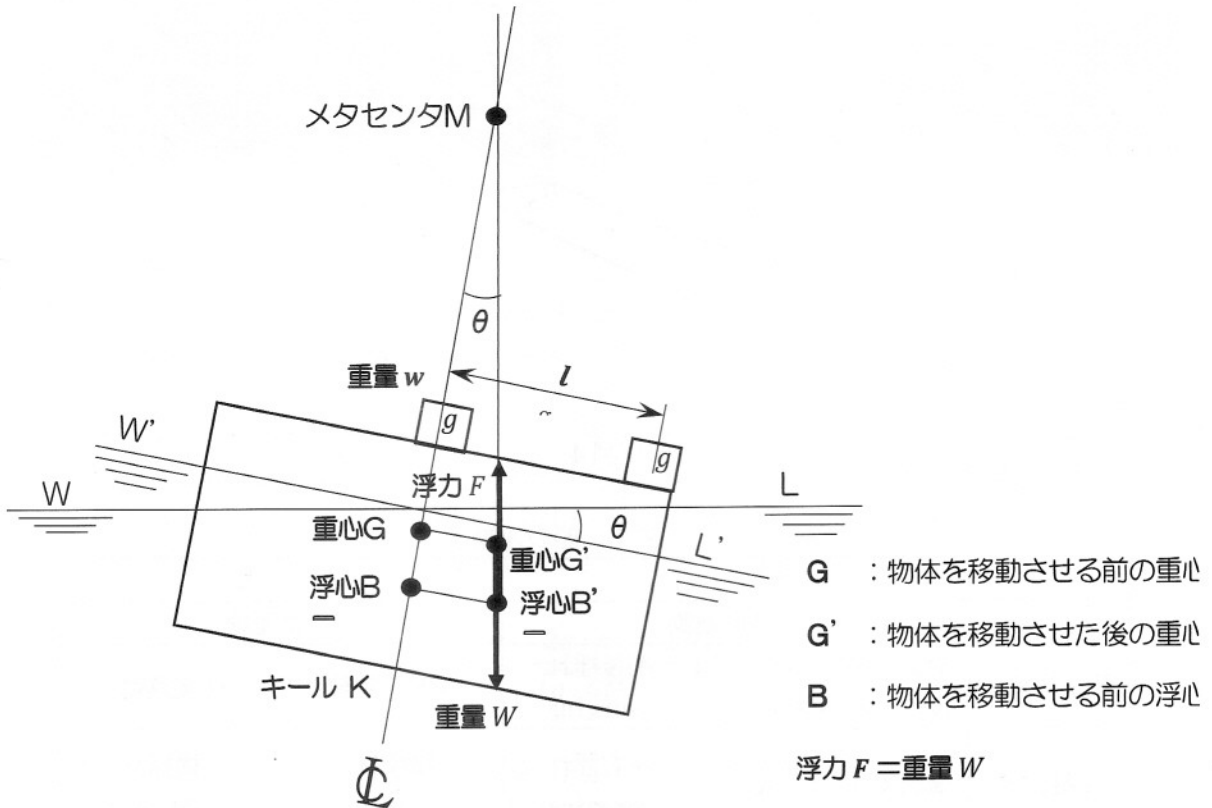 メタセンタM
θ
重量w
l
g
g
W'
W
浮力F
L
θ
L'
重心G
重心G'
浮心B
浮心B'
キール K
重量W
G :物体を移動させる前の重心
G' :物体を移動させた後の重心
B :物体を移動させる前の浮心
浮力F=重量W